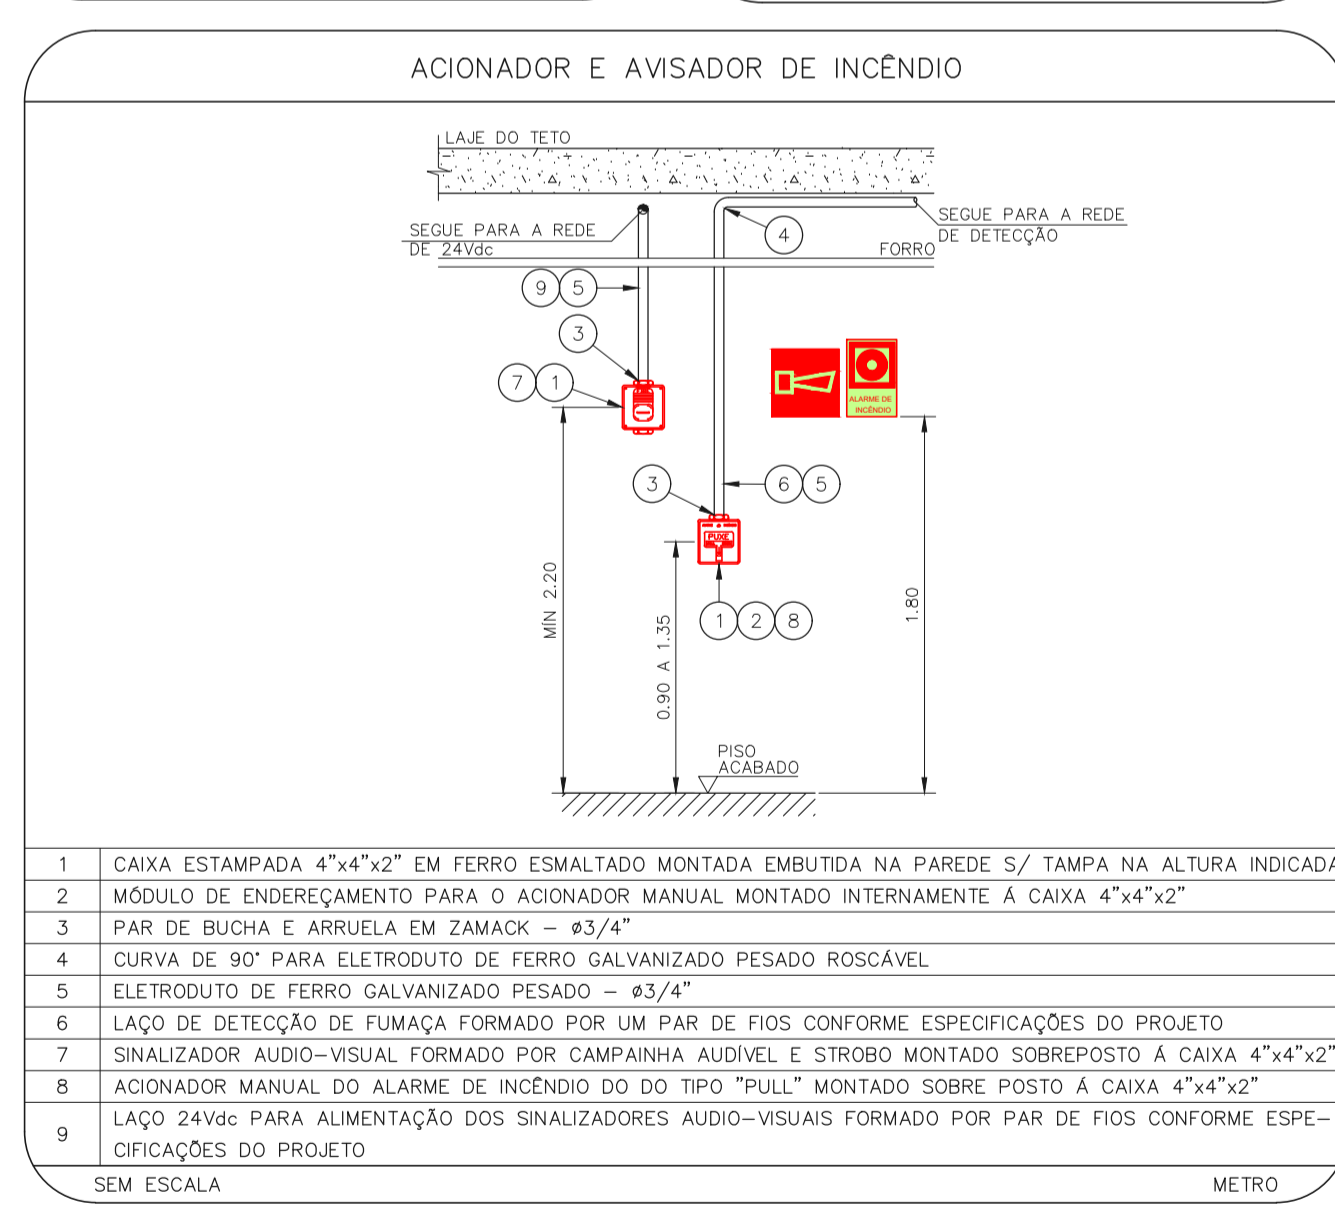 ACIONADOR E AVISADOR DE INCÊNDIO
LAJE DO TETO
SEGUE PARA A REDE
DE 24Vdc
SEGUE PARA A REDE
DE DETECÇÃO
4
FORRO
9 5
3
7 1
ALARME DE
INCÊNDIO
3
6 5
PUXE
1 2 8
MÍN 2.20
0.90 A 1.35
1.80
PISO
ACABADO
1 CAIXA ESTAMPADA 4"x4"x2" EM FERRO ESMALTADO MONTADA EMBUTIDA NA PAREDE S/ TAMPA NA ALTURA INDICADA
2 MÓDULO DE ENDEREÇAMENTO PARA O ACIONADOR MANUAL MONTADO INTERNAMENTE Á CAIXA 4"x4"x2"
3 PAR DE BUCHA E ARRUELA EM ZAMACK – ø3/4"
4 CURVA DE 90° PARA ELETRODUTO DE FERRO GALVANIZADO PESADO ROSCÁVEL
5 ELETRODUTO DE FERRO GALVANIZADO PESADO – ø3/4"
6 LAÇO DE DETECÇÃO DE FUMAÇA FORMADO POR UM PAR DE FIOS CONFORME ESPECIFICAÇÕES DO PROJETO
7 SINALIZADOR AUDIO–VISUAL FORMADO POR CAMPAINHA AUDÍVEL E STROBO MONTADO SOBREPOSTO Á CAIXA 4"x4"x2"
8 ACIONADOR MANUAL DO ALARME DE INCÊNDIO DO DO TIPO "PULL" MONTADO SOBRE POSTO Á CAIXA 4"x4"x2"
9 LAÇO 24Vdc PARA ALIMENTAÇÃO DOS SINALIZADORES AUDIO–VISUAIS FORMADO POR PAR DE FIOS CONFORME ESPE–
CIFICAÇÕES DO PROJETO
SEM ESCALA
METRO